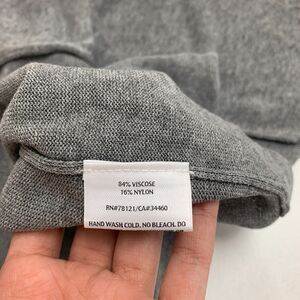 84% VISCOSE
16% NYLON
RN#78121/CA#34460
HAND WASH COLD, NO BLEACH. DO